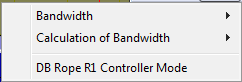 Bandwidth
Calculation of Bandwidth
DB Rope R1 Controller Mode